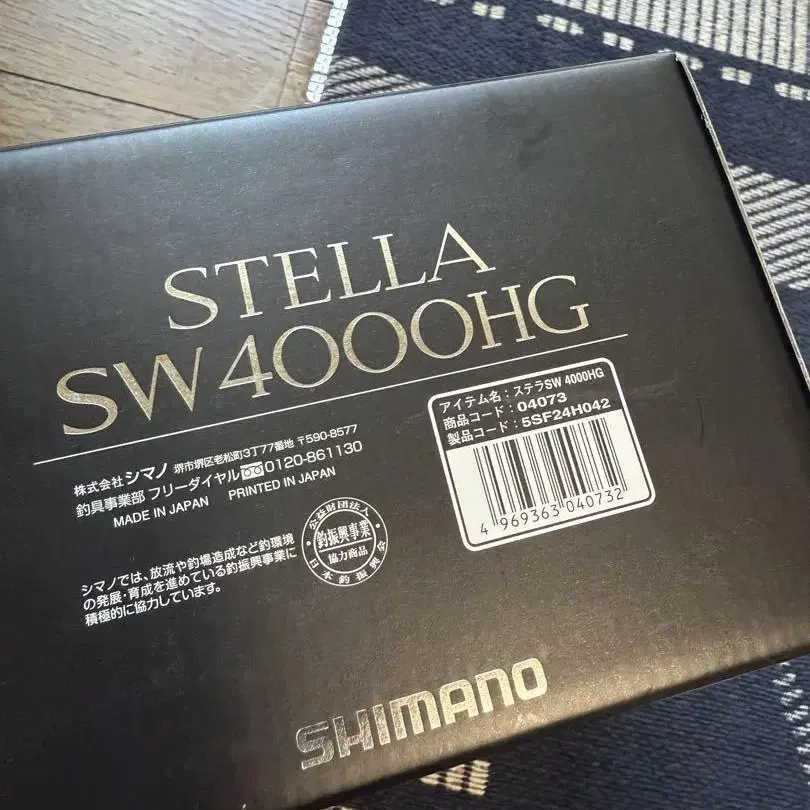 STELLA
SW 4000HG
アイテム名：ステラSW 4000HG
商品コード：04073
製品コード：5SF24H042
4 969363 040732
株式会社シマノ 堺市堺区老松町3丁77番地 〒590-8577
釣具事業部 フリーダイヤル 0120-861130
MADE IN JAPAN PRINTED IN JAPAN
シマノでは、放流や釣場造成など釣環境
の発展・育成を進めている釣振興事業に
積極的に協力しています。
公益財団法人
釣振興事業
協力商品
日本釣振興会
SHIMANO